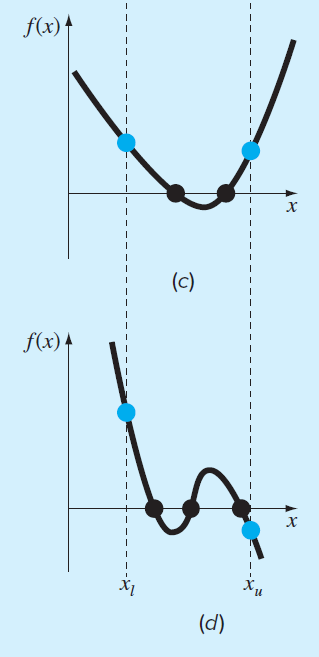 f(x)
x
(c)
f(x)
x
x_l x_u
(d)